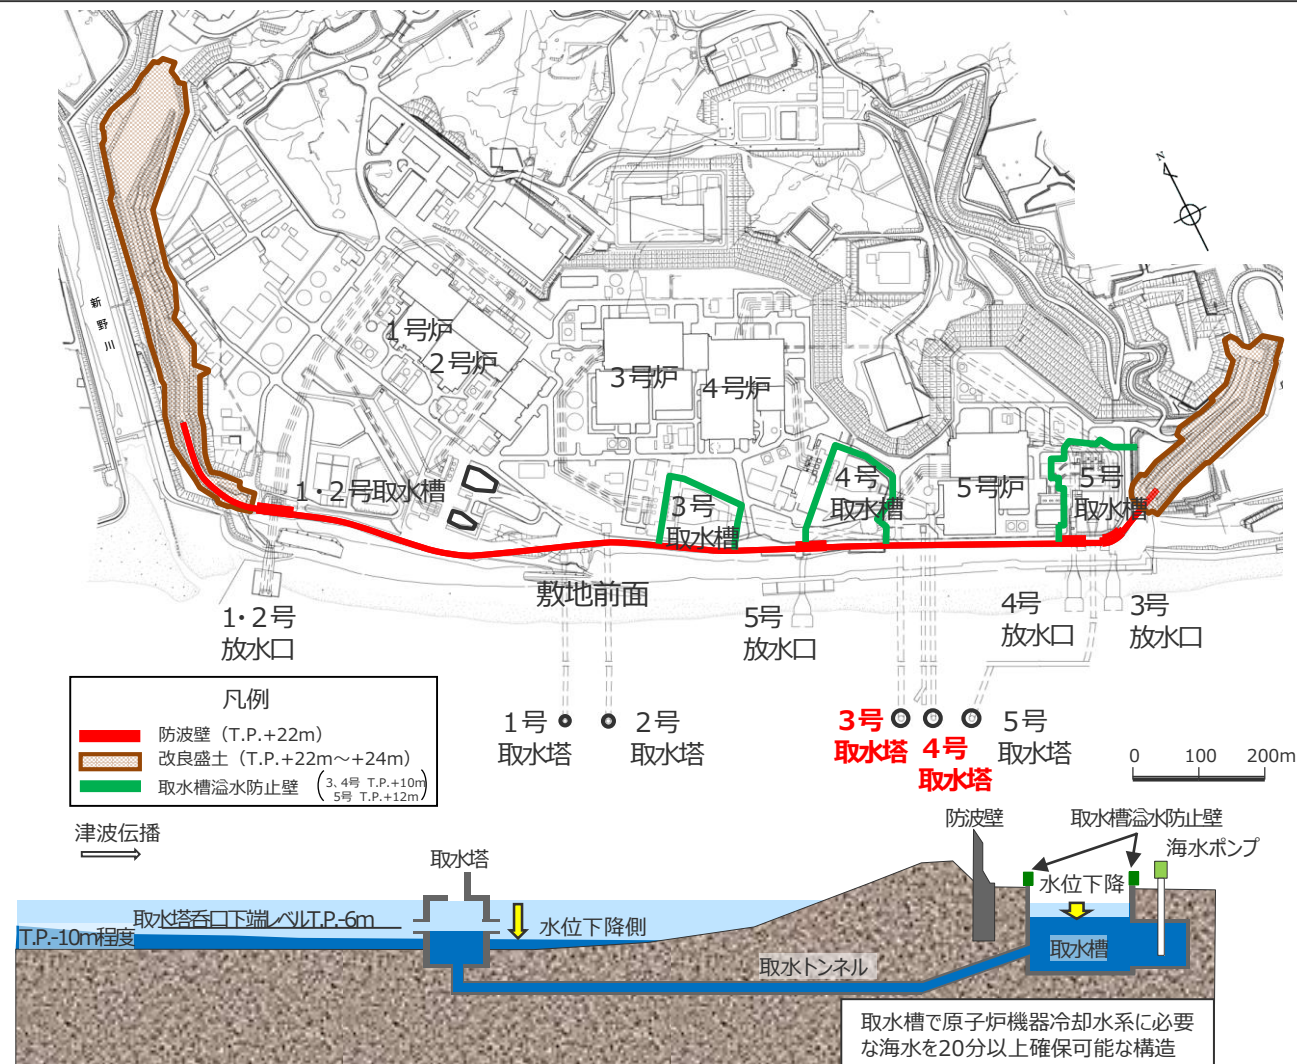 N
新野川
1号炉
2号炉
3号炉
4号炉
5号炉
1・2号取水槽
3号
取水槽
4号
取水槽
5号
取水槽
敷地前面
1・2号
放水口
5号
放水口
4号
放水口
3号
放水口
1号
取水塔
2号
取水塔
3号
取水塔
4号
取水塔
5号
取水塔
0 100 200m
凡例
防波壁（T.P.+22m）
改良盛土（T.P.+22m～+24m）
取水槽溢水防止壁（3、4号 T.P.+10m
5号 T.P.+12m）
津波伝播
取水塔
防波壁
取水槽溢水防止壁
海水ポンプ
水位下降
取水塔呑口下端レベルT.P.-6m
水位下降側
T.P.-10m程度
取水槽
取水トンネル
取水槽で原子炉機器冷却水系に必要
な海水を20分以上確保可能な構造